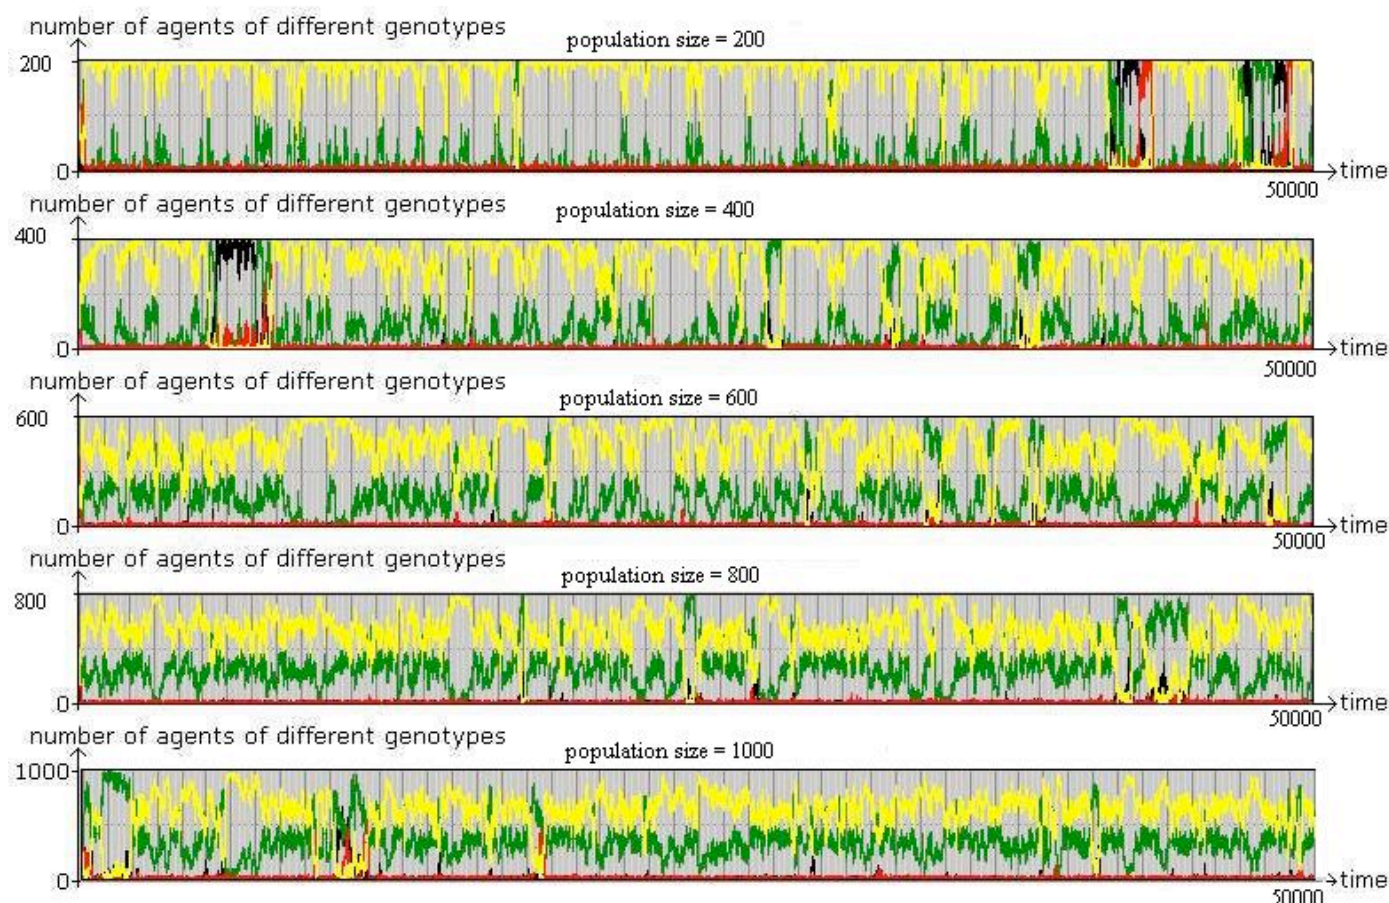 number of agents of different genotypes
population size = 200
200
0
time
50000
number of agents of different genotypes
population size = 400
400
0
time
50000
number of agents of different genotypes
population size = 600
600
0
time
50000
number of agents of different genotypes
population size = 800
800
0
time
50000
number of agents of different genotypes
population size = 1000
1000
0
time
50000